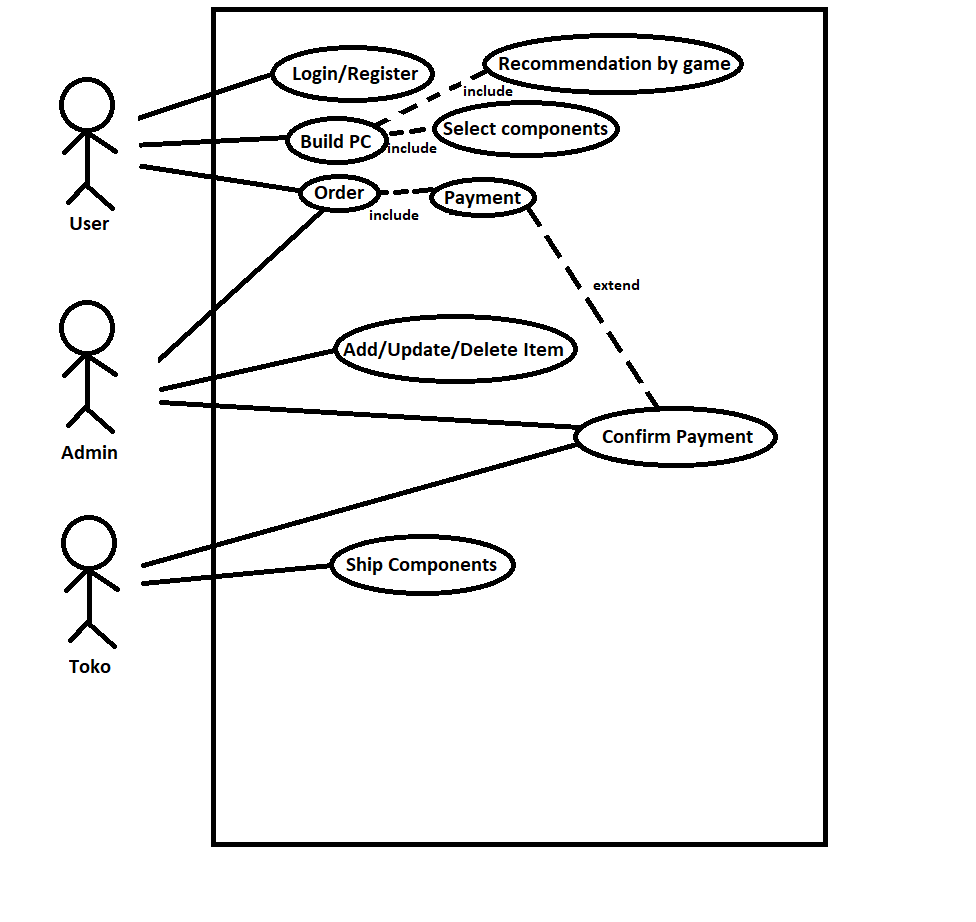 Login/Register
Recommendation by game
include
Build PC
Select components
include
Order
Payment
include
User
extend
Add/Update/Delete Item
Admin
Confirm Payment
Ship Components
Toko